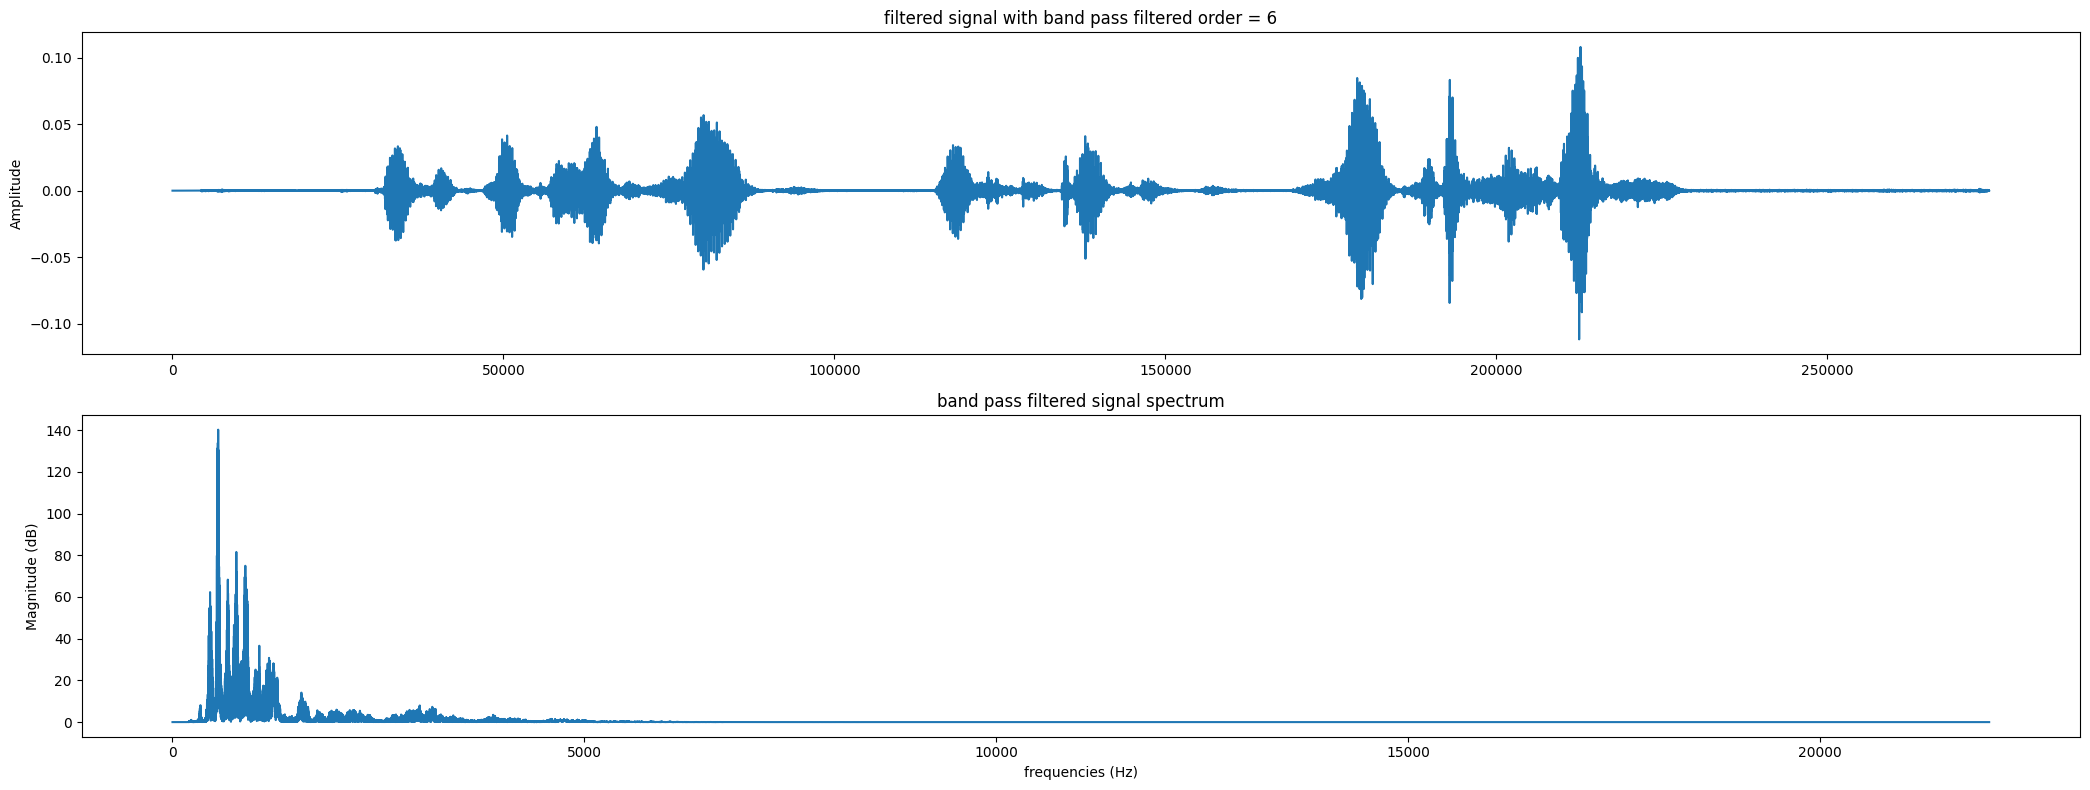 filtered signal with band pass filtered order = 6
Amplitude
0.10
0.05
0.00
−0.05
−0.10
0 50000 100000 150000 200000 250000
band pass filtered signal spectrum
Magnitude (dB)
140
120
100
80
60
40
20
0
0 5000 10000 15000 20000
frequencies (Hz)